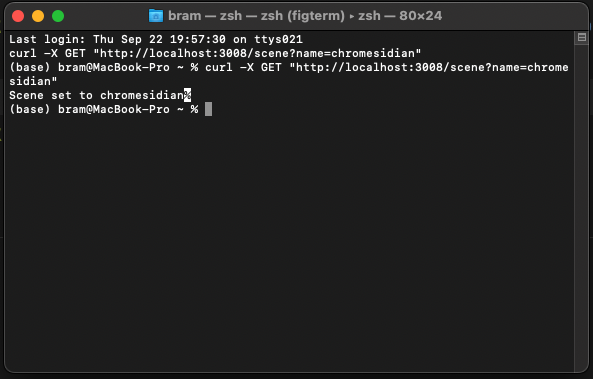 bram — zsh — zsh (figterm) ▸ zsh — 80×24
Last login: Thu Sep 22 19:57:30 on ttys021
curl -X GET "http://localhost:3008/scene?name=chromesidian"
(base) bram@MacBook-Pro ~ % curl -X GET "http://localhost:3008/scene?name=chrome
sidian"
Scene set to chromesidian%
(base) bram@MacBook-Pro ~ %